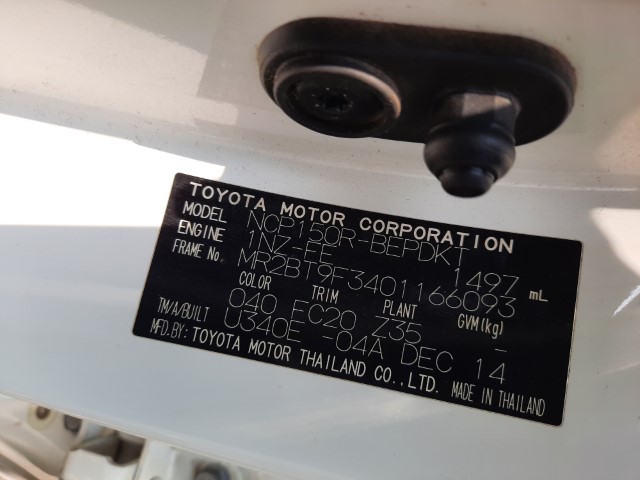 TOYOTA MOTOR CORPORATION
MODEL NCP150R-BEPDKT
ENGINE 1NZ-FE 1497 mL
FRAME No. MR2BT9F3401166093
COLOR TRIM PLANT GVM(kg)
040 EC20 Z35 -
TM/A/BUILT U340E -04A DEC 14
MFD.BY: TOYOTA MOTOR THAILAND CO.,LTD. MADE IN THAILAND